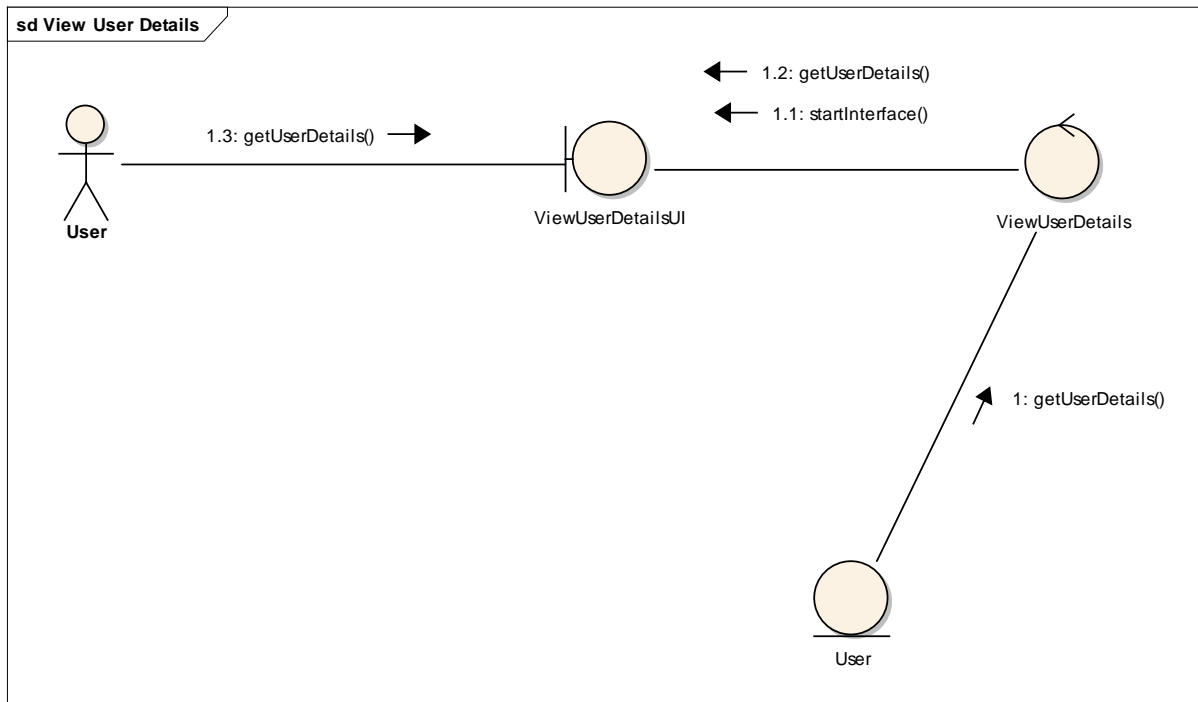 sd View User Details
1.2: getUserDetails()
1.1: startInterface()
1.3: getUserDetails()
User
ViewUserDetailsUI
ViewUserDetails
1: getUserDetails()
User